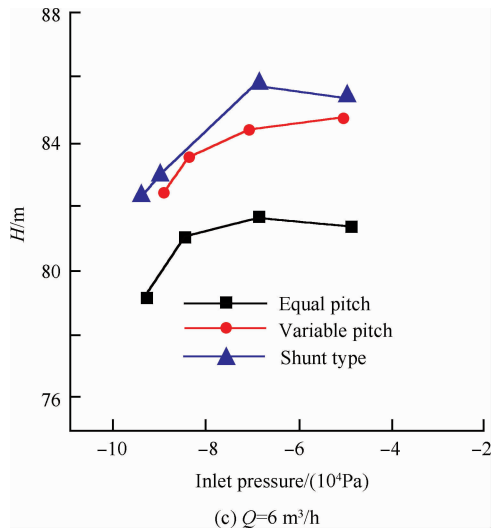 88
84
80
76
H/m
Equal pitch
Variable pitch
Shunt type
−10 −8 −6 −4 −2
Inlet pressure/(10⁴Pa)
(c) Q=6 m³/h